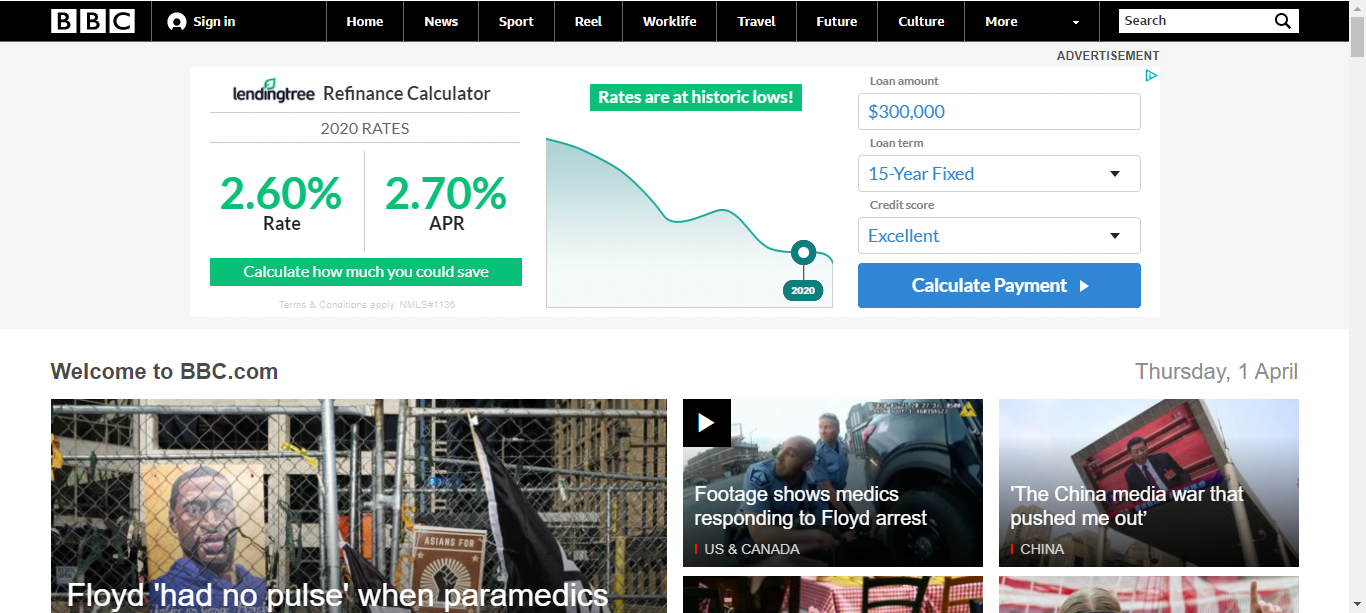 BBC
Sign in
Home
News
Sport
Reel
Worklife
Travel
Future
Culture
More
Search
ADVERTISEMENT
lendingtree Refinance Calculator
2020 RATES
2.60%
Rate
2.70%
APR
Calculate how much you could save
Terms & Conditions apply. NMLS#1136
Rates are at historic lows!
2020
Loan amount
$300,000
Loan term
15-Year Fixed
Credit score
Excellent
Calculate Payment
Welcome to BBC.com
Thursday, 1 April
ASIANS FOR
Floyd 'had no pulse' when paramedics
Footage shows medics
responding to Floyd arrest
US & CANADA
'The China media war that
pushed me out’
CHINA